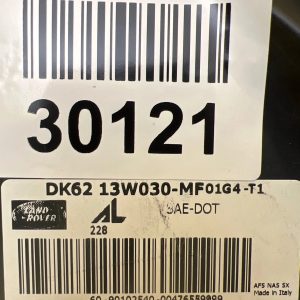 30121
DK62 13W030-MF01G4-T1
LAND
ROVER
AL
SAE-DOT
228
AFS NAS SX
Made in Italy